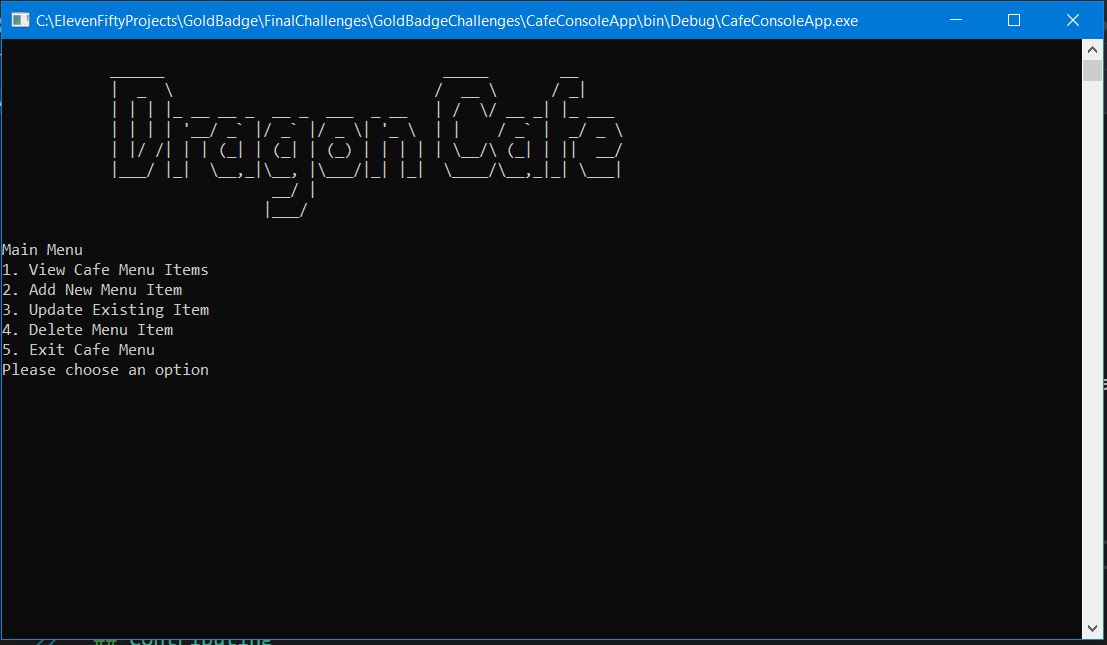 C:\ElevenFiftyProjects\GoldBadge\FinalChallenges\GoldBadgeChallenges\CafeConsoleApp\bin\Debug\CafeConsoleApp.exe
Dragon Cafe
Main Menu
1. View Cafe Menu Items
2. Add New Menu Item
3. Update Existing Item
4. Delete Menu Item
5. Exit Cafe Menu
Please choose an option
## Contributing